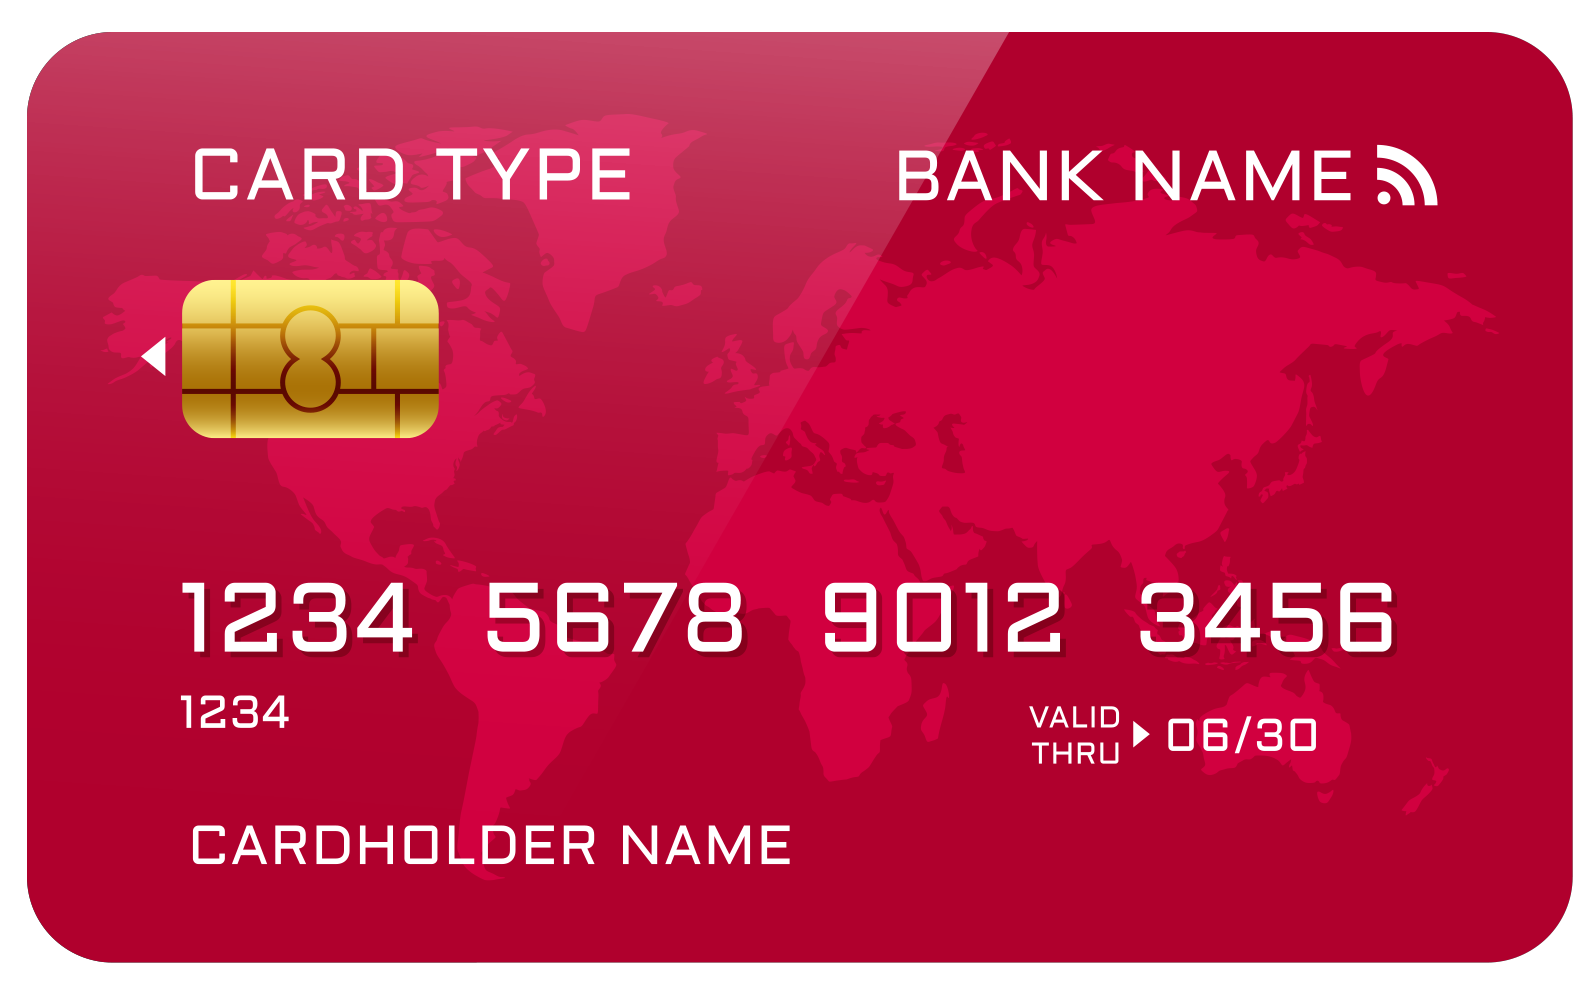 CARD TYPE
BANK NAME
1234 5678 9012 3456
1234
VALID THRU
06/30
CARDHOLDER NAME